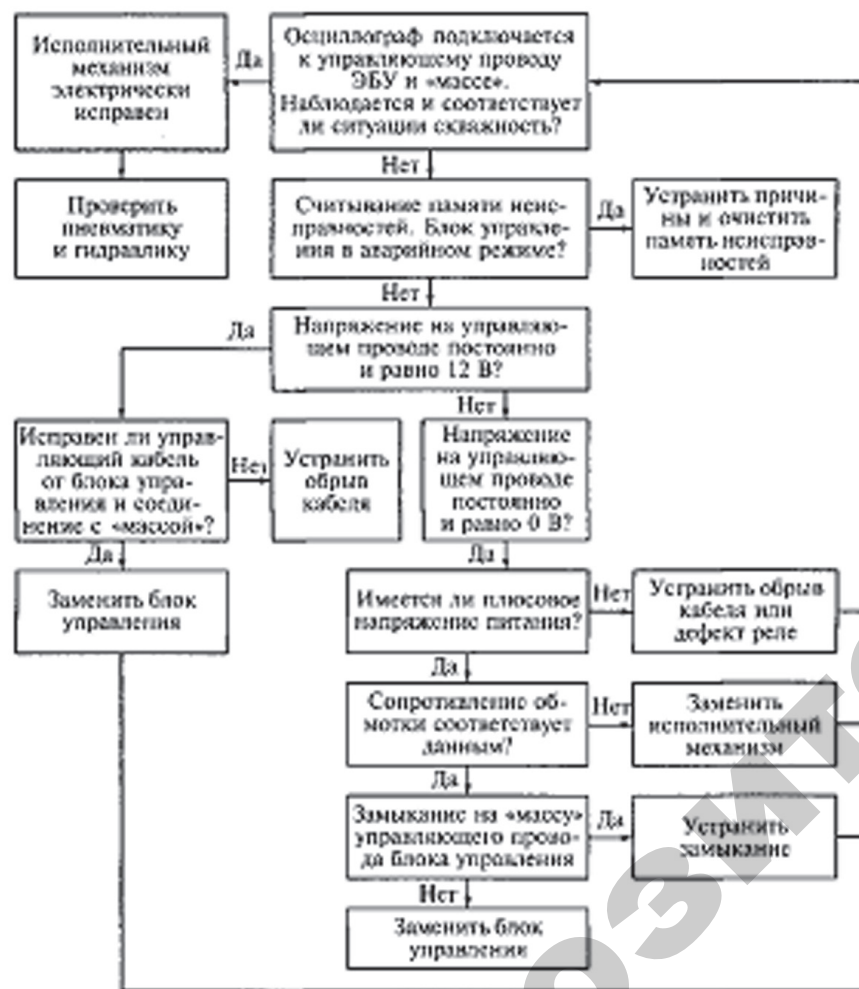 Исполнительный
механизм
электрически
исправен
Да
Осциллограф подключается
к управляющему проводу
ЭБУ и «массе».
Наблюдается и соответствует
ли ситуации скважность?
Нет
Проверить
пневматику
и гидравлику
Считывание памяти неис-
правностей. Блок управле-
ния в аварийном режиме?
Да
Устранить причи-
ны и очистить
память неисправ-
ностей
Нет
Да
Напряжение на управляю-
щем проводе постоянно
и равно 12 В?
Нет
Исправен ли управ-
ляющий кабель
от блока упра-
вления и соеди-
нение с «массой»?
Нет
Устранить
обрыв
кабеля
Напряжение
на управляю-
щем проводе
постоянно
и равно 0 В?
Да
Да
Заменить блок
управления
Имеется ли плюсовое
напряжение питания?
Нет
Устранить обрыв
кабеля или
дефект реле
Да
Сопротивление об-
мотки соответствует
данным?
Нет
Заменить
исполнительный
механизм
Да
Замыкание на «массу»
управляющего прово-
да блока управления
Да
Устранить
замыкание
Нет
Заменить блок
управления
озито